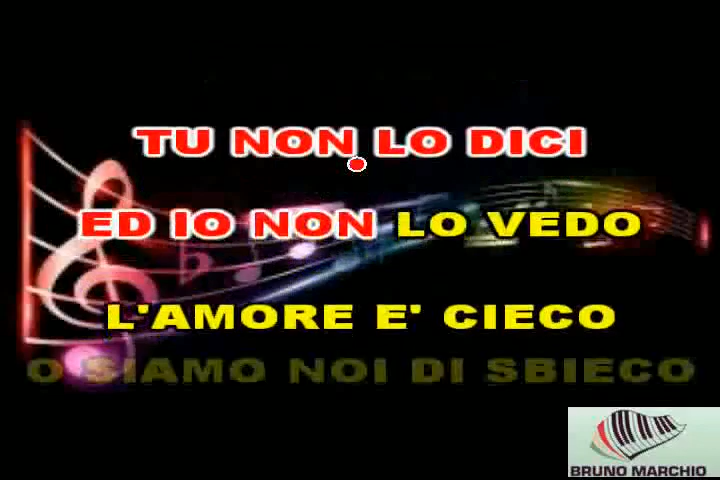 TU NON LO DICI
ED IO NON LO VEDO
L'AMORE E' CIECO
O SIAMO NOI DI SBIECO
BRUNO MARCHIO